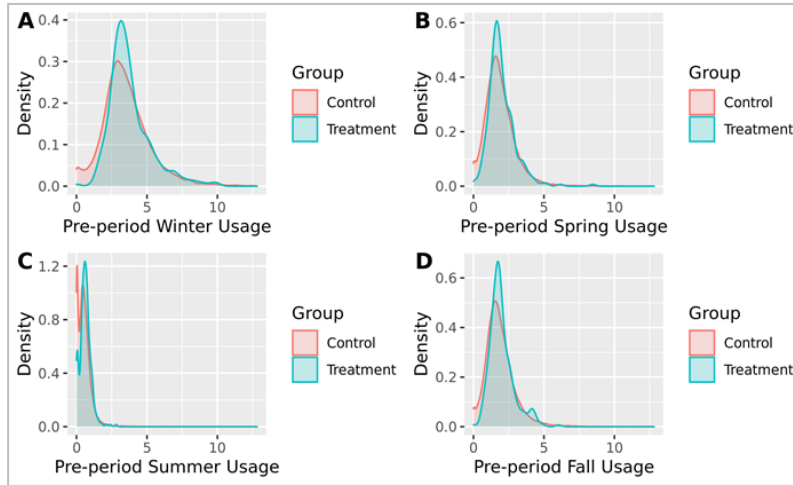 A
0.4
0.3
0.2
0.1
0.0
Density
0
5
10
Pre-period Winter Usage
Group
Control
Treatment
B
0.6
0.4
0.2
0.0
Density
0
5
10
Pre-period Spring Usage
Group
Control
Treatment
C
1.2
0.8
0.4
0.0
Density
0
5
10
Pre-period Summer Usage
Group
Control
Treatment
D
0.6
0.4
0.2
0.0
Density
0
5
10
Pre-period Fall Usage
Group
Control
Treatment